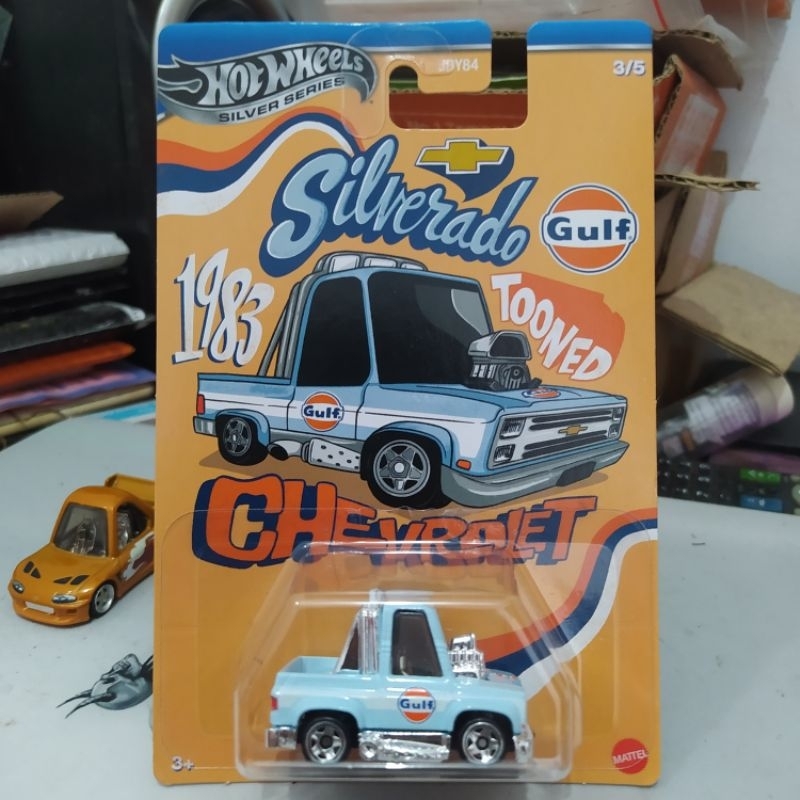 HOT WHEELS
SILVER SERIES
JBY84
3/5
Silverado
Gulf
1983
TOONED
Gulf
CHEVROLET
Gulf
3+
MATTEL